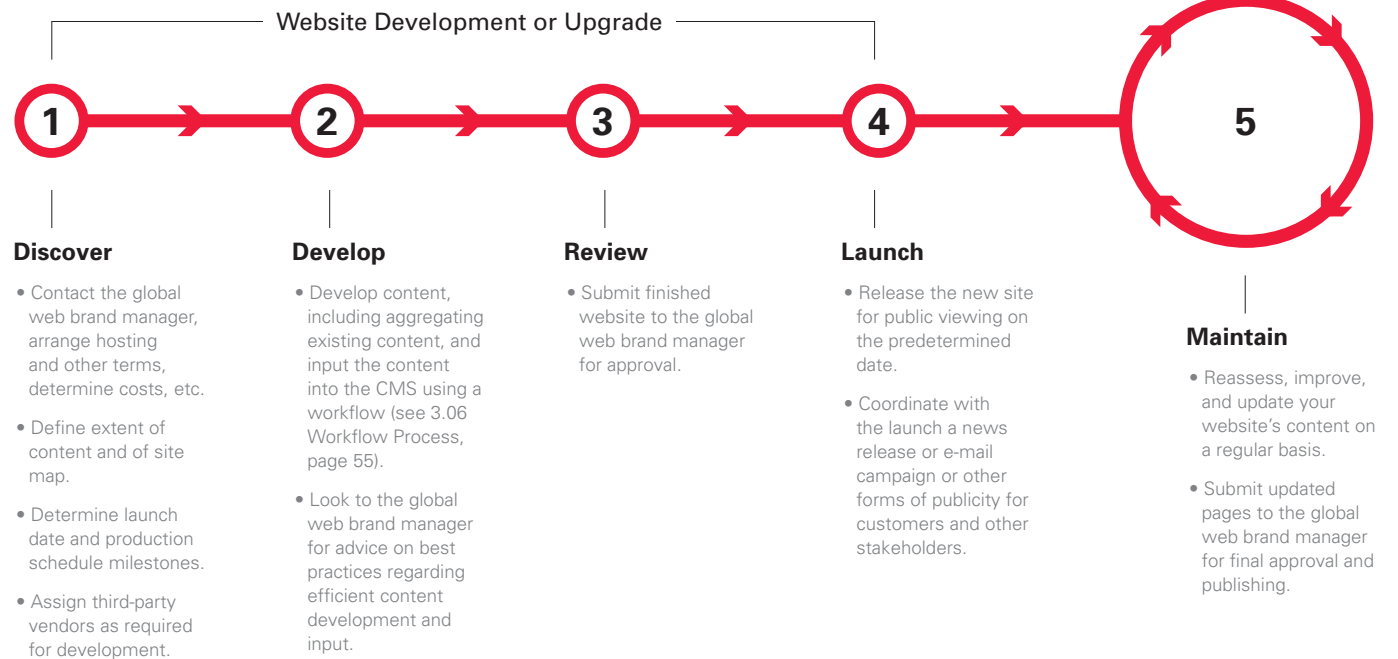 Website Development or Upgrade
1
2
3
4
5
Discover
• Contact the global
web brand manager,
arrange hosting
and other terms,
determine costs, etc.
• Define extent of
content and of site
map.
• Determine launch
date and production
schedule milestones.
• Assign third-party
vendors as required
for development.
Develop
• Develop content,
including aggregating
existing content, and
input the content
into the CMS using a
workflow (see 3.06
Workflow Process,
page 55).
• Look to the global
web brand manager
for advice on best
practices regarding
efficient content
development and
input.
Review
• Submit finished
website to the global
web brand manager
for approval.
Launch
• Release the new site
for public viewing on
the predetermined
date.
• Coordinate with
the launch a news
release or e-mail
campaign or other
forms of publicity for
customers and other
stakeholders.
Maintain
• Reassess, improve,
and update your
website’s content on
a regular basis.
• Submit updated
pages to the global
web brand manager
for final approval and
publishing.